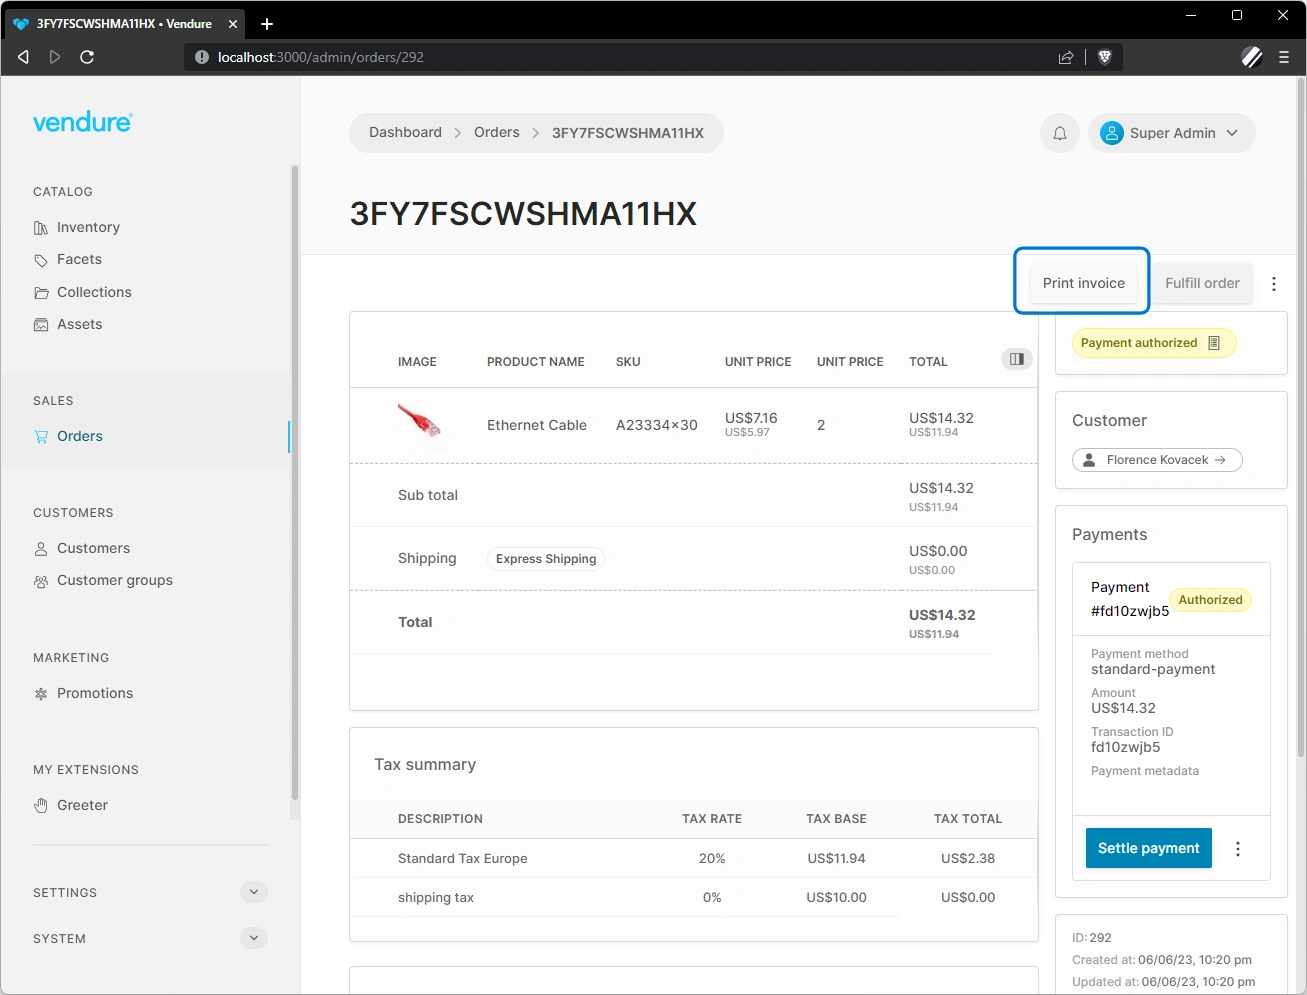 3FY7FSCWSHMA11HX • Vendure
localhost:3000/admin/orders/292
vendure
CATALOG
Inventory
Facets
Collections
Assets
SALES
Orders
CUSTOMERS
Customers
Customer groups
MARKETING
Promotions
MY EXTENSIONS
Greeter
SETTINGS
SYSTEM
Dashboard > Orders > 3FY7FSCWSHMA11HX
Super Admin
3FY7FSCWSHMA11HX
Print invoice
Fulfill order
IMAGE PRODUCT NAME SKU UNIT PRICE UNIT PRICE TOTAL
Ethernet Cable A23334x30 US$7.16 2 US$14.32
US$5.97 US$11.94
Sub total US$14.32
US$11.94
Shipping Express Shipping US$0.00
US$0.00
Total US$14.32
US$11.94
Tax summary
DESCRIPTION TAX RATE TAX BASE TAX TOTAL
Standard Tax Europe 20% US$11.94 US$2.38
shipping tax 0% US$10.00 US$0.00
Payment authorized
Customer
Florence Kovacek
Payments
Payment
#fd10zwjb5
Authorized
Payment method
standard-payment
Amount
US$14.32
Transaction ID
fd10zwjb5
Payment metadata
Settle payment
ID: 292
Created at: 06/06/23, 10:20 pm
Updated at: 06/06/23, 10:20 pm